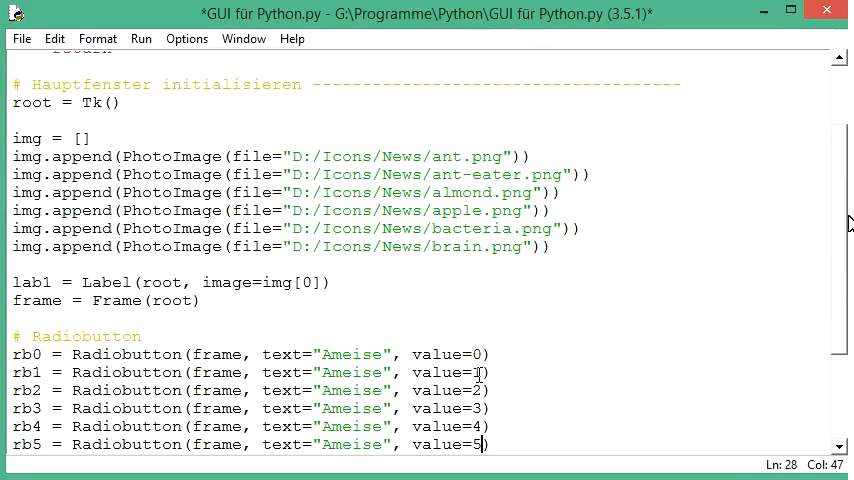 *GUI für Python.py - G:\Programme\Python\GUI für Python.py (3.5.1)*
File Edit Format Run Options Window Help
return
# Hauptfenster initialisieren -------------------------------------
root = Tk()
img = []
img.append(PhotoImage(file="D:/Icons/News/ant.png"))
img.append(PhotoImage(file="D:/Icons/News/ant-eater.png"))
img.append(PhotoImage(file="D:/Icons/News/almond.png"))
img.append(PhotoImage(file="D:/Icons/News/apple.png"))
img.append(PhotoImage(file="D:/Icons/News/bacteria.png"))
img.append(PhotoImage(file="D:/Icons/News/brain.png"))
lab1 = Label(root, image=img[0])
frame = Frame(root)
# Radiobutton
rb0 = Radiobutton(frame, text="Ameise", value=0)
rb1 = Radiobutton(frame, text="Ameise", value=1)
rb2 = Radiobutton(frame, text="Ameise", value=2)
rb3 = Radiobutton(frame, text="Ameise", value=3)
rb4 = Radiobutton(frame, text="Ameise", value=4)
rb5 = Radiobutton(frame, text="Ameise", value=5)
Ln: 28 Col: 47